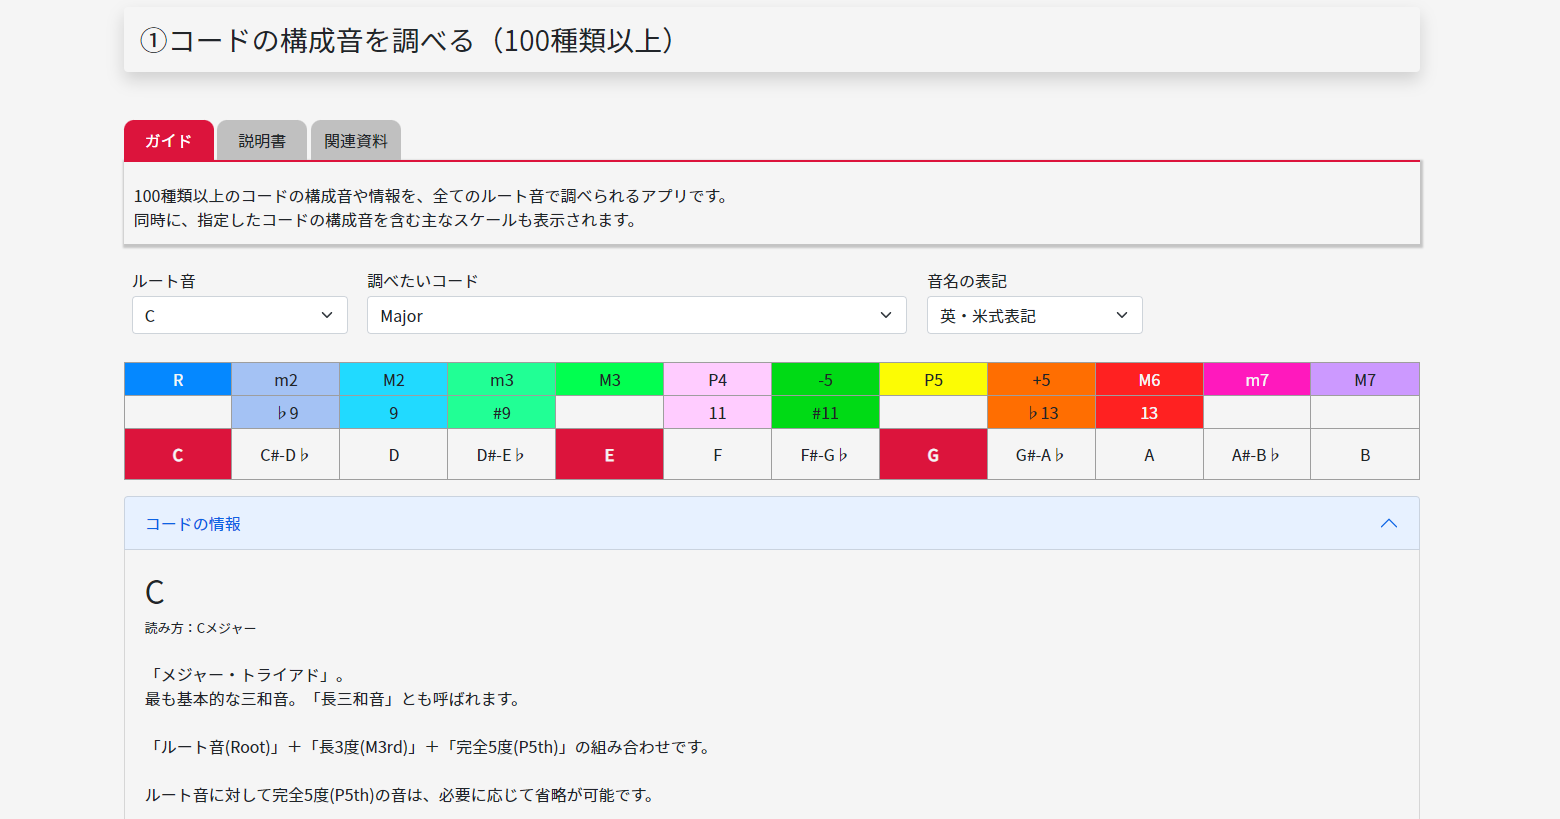 ①コードの構成音を調べる（100種類以上）
ガイド 説明書 関連資料
100種類以上のコードの構成音や情報を、全てのルート音で調べられるアプリです。
同時に、指定したコードの構成音を含む主なスケールも表示されます。
ルート音 調べたいコード 音名の表記
C Major 英・米式表記
R m2 M2 m3 M3 P4 -5 P5 +5 M6 m7 M7
♭9 9 #9 11 #11 ♭13 13
C C#-D♭ D D#-E♭ E F F#-G♭ G G#-A♭ A A#-B♭ B
コードの情報
C
読み方：Cメジャー
「メジャー・トライアド」。
最も基本的な三和音。「長三和音」とも呼ばれます。
「ルート音(Root)」＋「長3度(M3rd)」＋「完全5度(P5th)」の組み合わせです。
ルート音に対して完全5度(P5th)の音は、必要に応じて省略が可能です。